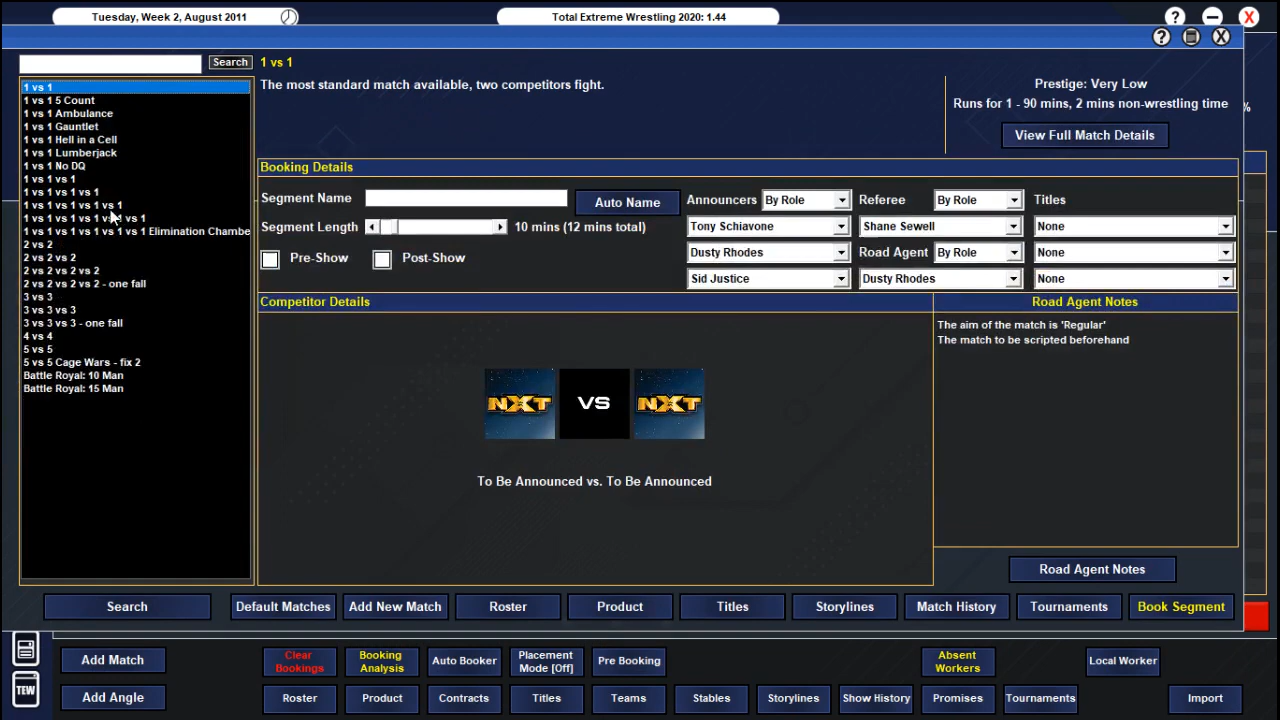 Tuesday, Week 2, August 2011
Total Extreme Wrestling 2020: 1.44
Search
1 vs 1
1 vs 1
1 vs 1 5 Count
1 vs 1 Ambulance
1 vs 1 Gauntlet
1 vs 1 Hell in a Cell
1 vs 1 Lumberjack
1 vs 1 No DQ
1 vs 1 vs 1
1 vs 1 vs 1 vs 1
1 vs 1 vs 1 vs 1 vs 1
1 vs 1 vs 1 vs 1 vs 1 vs 1
1 vs 1 vs 1 vs 1 vs 1 vs 1 Elimination Chambe
2 vs 2
2 vs 2 vs 2
2 vs 2 vs 2 vs 2
2 vs 2 vs 2 vs 2 - one fall
3 vs 3
3 vs 3 vs 3
3 vs 3 vs 3 - one fall
4 vs 4
5 vs 5
5 vs 5 Cage Wars - fix 2
Battle Royal: 10 Man
Battle Royal: 15 Man
The most standard match available, two competitors fight.
Prestige: Very Low
Runs for 1 - 90 mins, 2 mins non-wrestling time
View Full Match Details
%
Booking Details
Segment Name
Auto Name
Segment Length
10 mins (12 mins total)
Pre-Show
Post-Show
Announcers
By Role
Tony Schiavone
Dusty Rhodes
Sid Justice
Referee
By Role
Shane Sewell
Road Agent
By Role
Dusty Rhodes
Titles
None
None
None
Competitor Details
NXT
VS
NXT
To Be Announced vs. To Be Announced
Road Agent Notes
The aim of the match is 'Regular'
The match to be scripted beforehand
Road Agent Notes
Search
Default Matches
Add New Match
Roster
Product
Titles
Storylines
Match History
Tournaments
Book Segment
Add Match
Clear Bookings
Booking Analysis
Auto Booker
Placement Mode [Off]
Pre Booking
Absent Workers
Local Worker
TEW
Add Angle
Roster
Product
Contracts
Titles
Teams
Stables
Storylines
Show History
Promises
Tournaments
Import